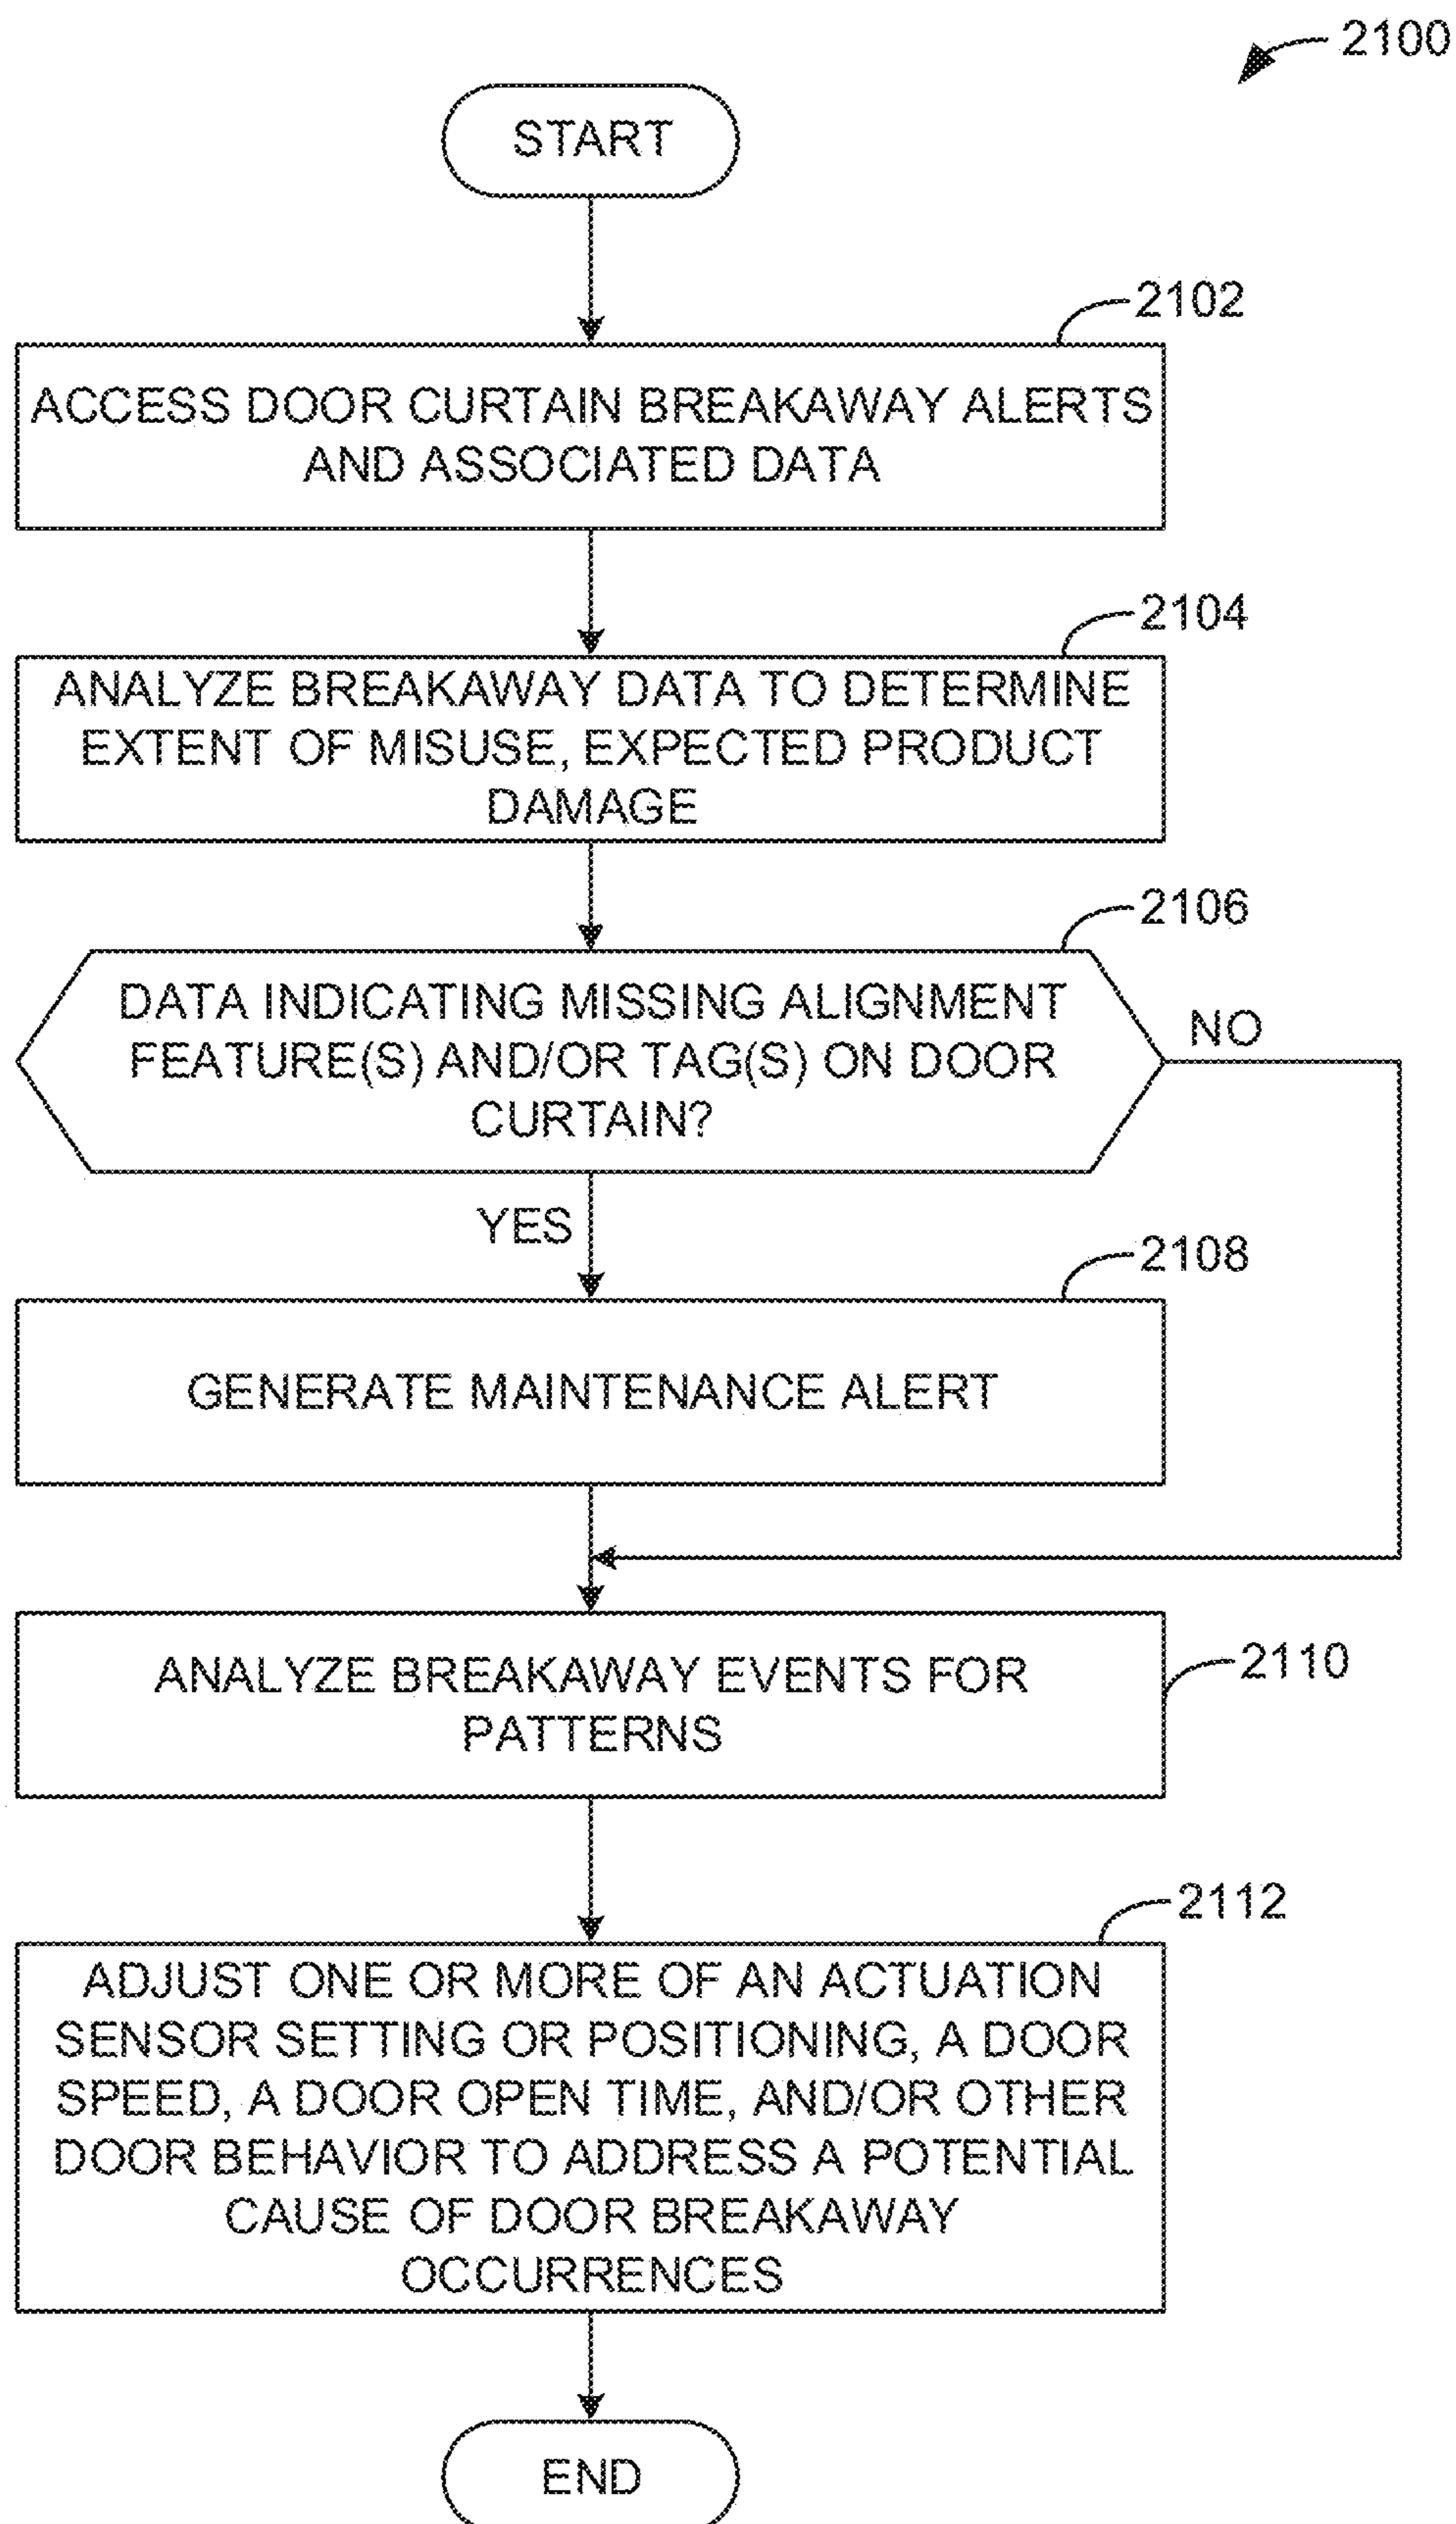 2100
START
2102
ACCESS DOOR CURTAIN BREAKAWAY ALERTS
AND ASSOCIATED DATA
2104
ANALYZE BREAKAWAY DATA TO DETERMINE
EXTENT OF MISUSE, EXPECTED PRODUCT
DAMAGE
2106
DATA INDICATING MISSING ALIGNMENT
FEATURE(S) AND/OR TAG(S) ON DOOR
CURTAIN?
NO
YES
2108
GENERATE MAINTENANCE ALERT
ANALYZE BREAKAWAY EVENTS FOR
PATTERNS
2110
2112
ADJUST ONE OR MORE OF AN ACTUATION
SENSOR SETTING OR POSITIONING, A DOOR
SPEED, A DOOR OPEN TIME, AND/OR OTHER
DOOR BEHAVIOR TO ADDRESS A POTENTIAL
CAUSE OF DOOR BREAKAWAY
OCCURRENCES
END